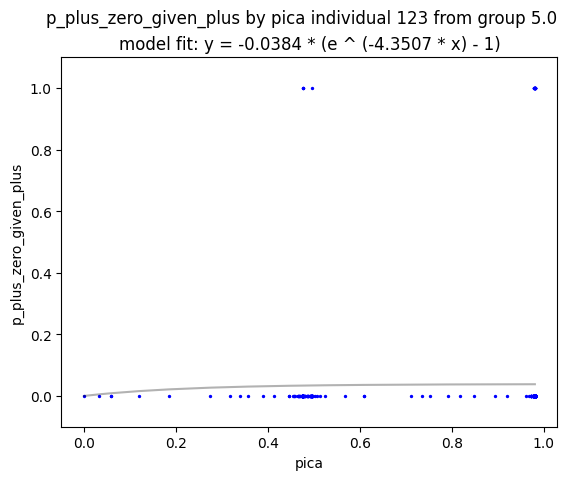 p_plus_zero_given_plus by pica individual 123 from group 5.0
model fit: y = -0.0384 * (e ^ (-4.3507 * x) - 1)
1.0
0.8
0.6
0.4
0.2
0.0
p_plus_zero_given_plus
0.0 0.2 0.4 0.6 0.8 1.0
pica